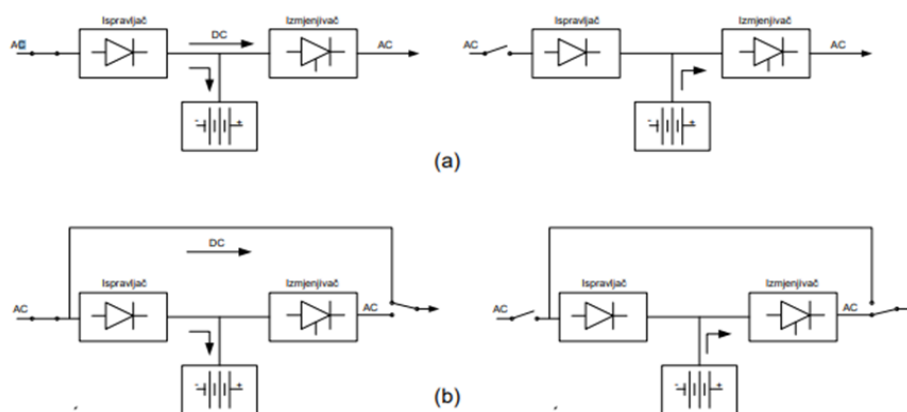 Ispravljač
DC
Izmjenjivač
AC
AC
- +
Ispravljač
Izmjenjivač
AC
AC
- +
(a)
DC
Ispravljač
Izmjenjivač
AC
AC
- +
Ispravljač
Izmjenjivač
AC
AC
- +
(b)